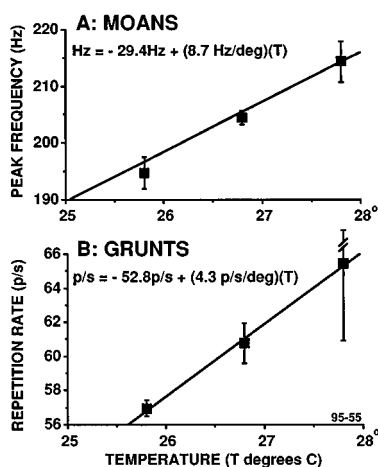 A: MOANS
Hz = - 29.4Hz + (8.7 Hz/deg)(T)
PEAK FREQUENCY (Hz)
220
210
200
190
25 26 27 28°
B: GRUNTS
p/s = - 52.8p/s + (4.3 p/s/deg)(T)
REPETITION RATE (p/s)
66
64
62
60
58
56
95-55
25 26 27 28°
TEMPERATURE (T degrees C)